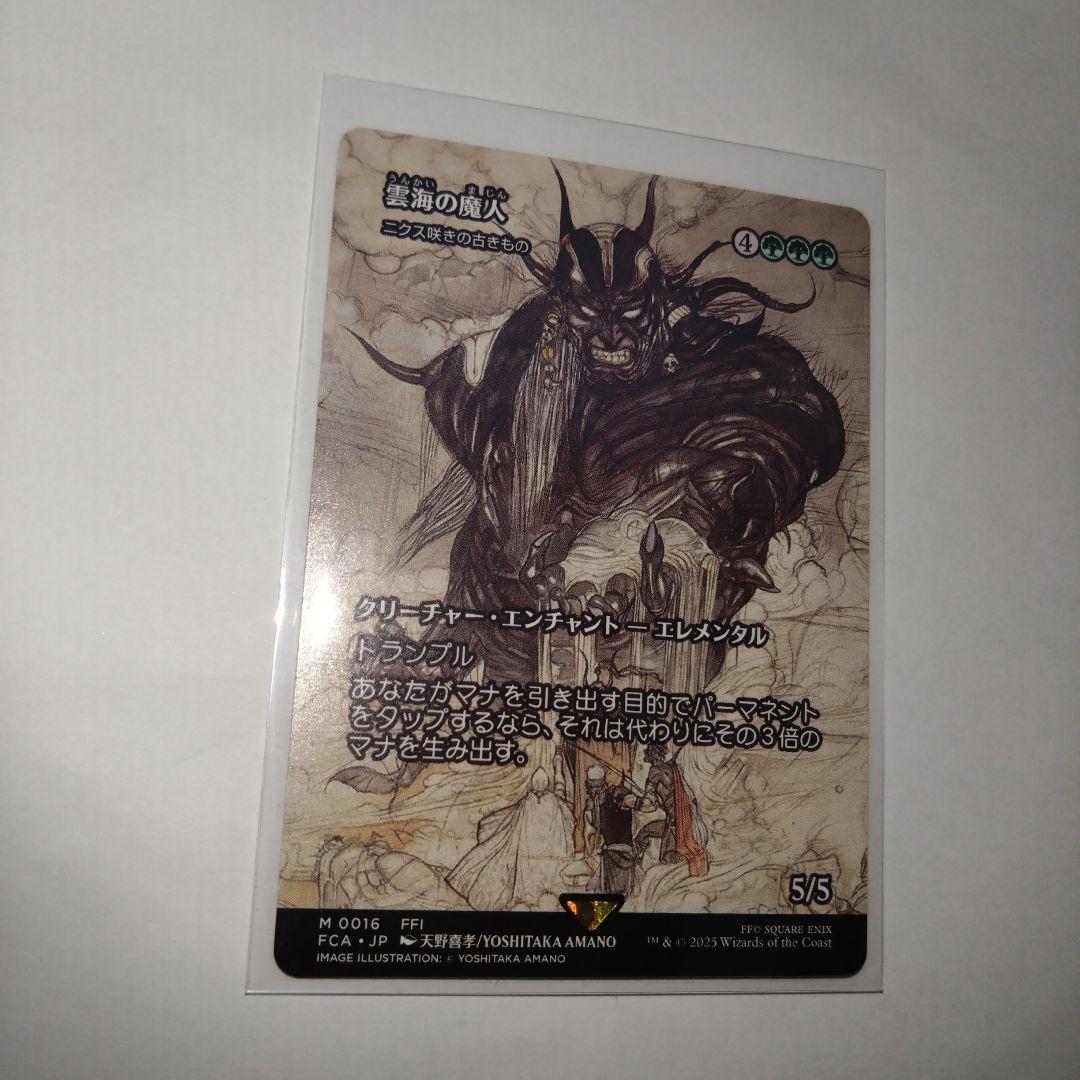 うんかい まじん
雲海の魔人
ニクス咲きの古きもの
4
クリーチャー・エンチャント — エレメンタル
トランプル
あなたがマナを引き出す目的でパーマネント
をタップするなら、それは代わりにその3倍の
マナを生み出す。
5/5
M 0016 FFI
FCA • JP 天野喜孝/YOSHITAKA AMANO
IMAGE ILLUSTRATION: © YOSHITAKA AMANO
FF© SQUARE ENIX
™ & © 2025 Wizards of the Coast